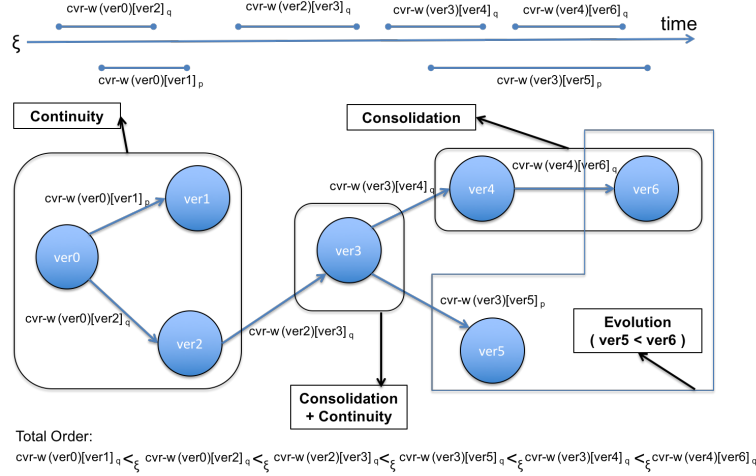 cvr-w (ver0)[ver2] q
cvr-w (ver2)[ver3] q
cvr-w (ver3)[ver4] q
cvr-w (ver4)[ver6] q
time
ξ
cvr-w (ver0)[ver1] p
cvr-w (ver3)[ver5] p
Continuity
Consolidation
cvr-w (ver4)[ver6] q
cvr-w (ver3)[ver4] q
ver4
ver6
cvr-w (ver0)[ver1] p
ver1
ver0
ver3
cvr-w (ver3)[ver5] p
cvr-w (ver0)[ver2] q
cvr-w (ver2)[ver3] q
ver2
ver5
Evolution
( ver5 < ver6 )
Consolidation
+ Continuity
Total Order:
cvr-w (ver0)[ver1] q <ξ cvr-w (ver0)[ver2] q <ξ cvr-w (ver2)[ver3] q <ξ cvr-w (ver3)[ver5] q <ξ cvr-w (ver3)[ver4] q <ξ cvr-w (ver4)[ver6] q